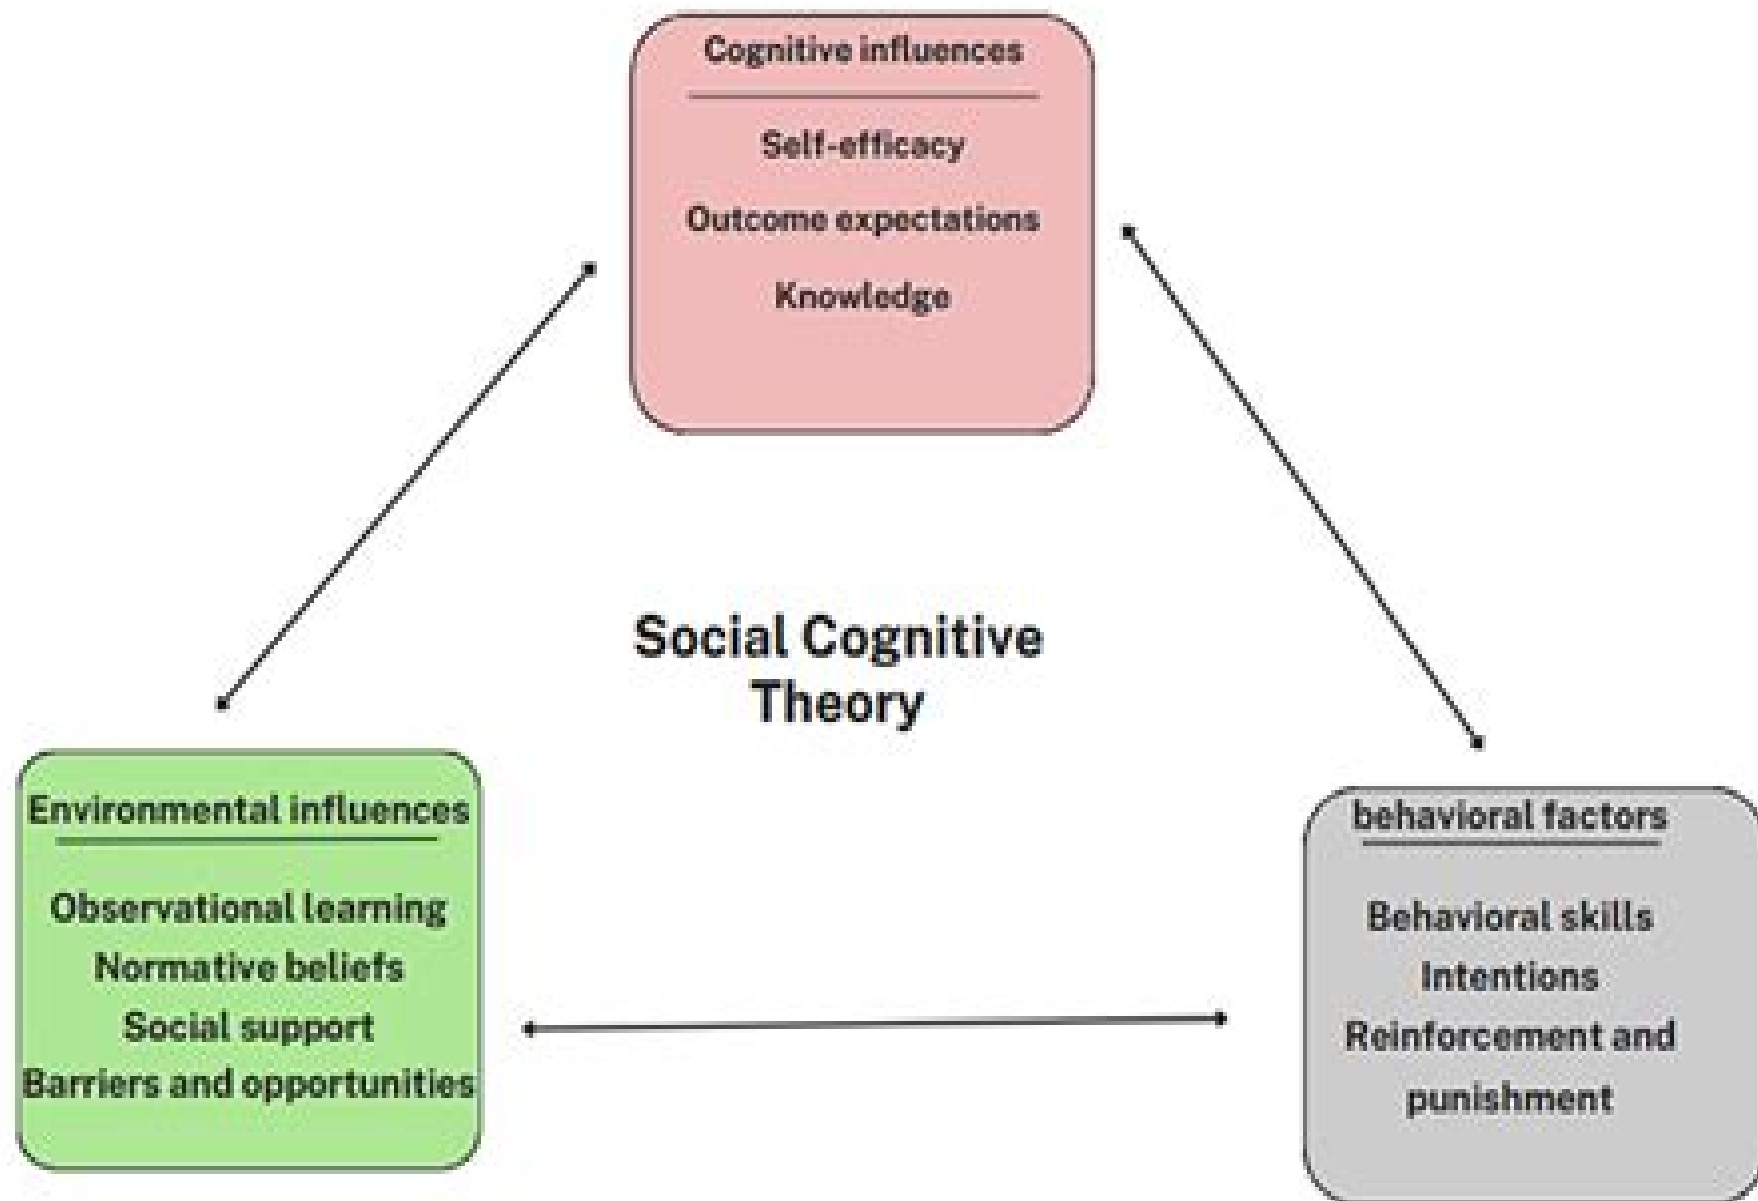 Cognitive influences
Self-efficacy
Outcome expectations
Knowledge
Social Cognitive
Theory
Environmental influences
Observational learning
Normative beliefs
Social support
Barriers and opportunities
behavioral factors
Behavioral skills
Intentions
Reinforcement and
punishment